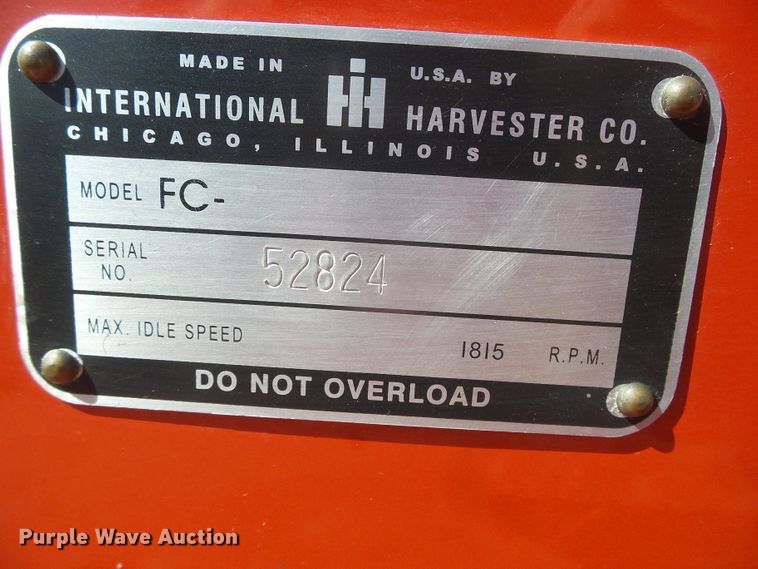 MADE IN IH U.S.A. BY
INTERNATIONAL HARVESTER CO.
CHICAGO, ILLINOIS U.S.A.
MODEL FC-
SERIAL NO. 52824
MAX. IDLE SPEED 1815 R.P.M.
DO NOT OVERLOAD
Purple Wave Auction